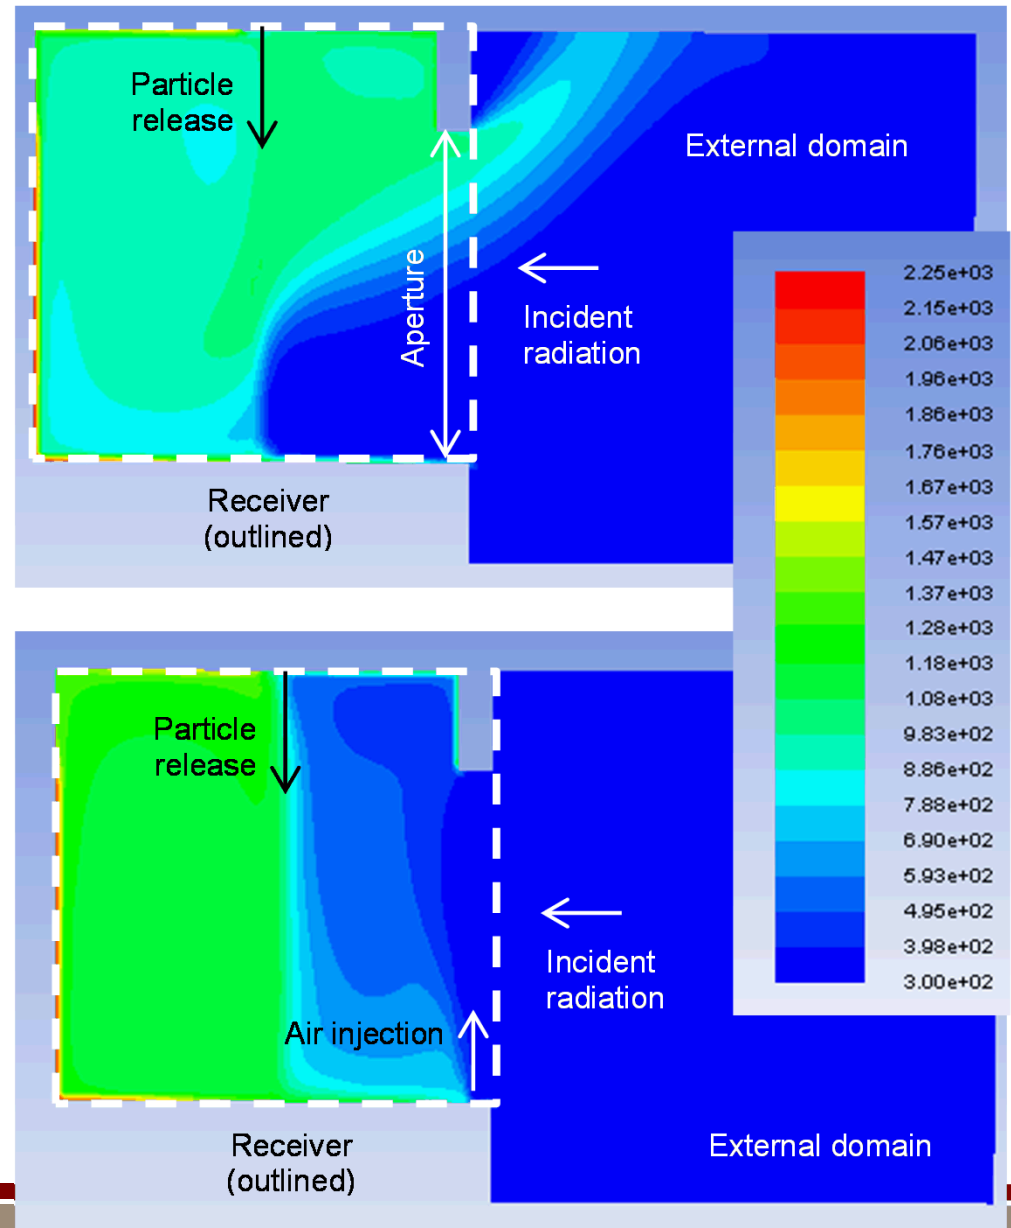 Particle
release
External domain
Aperture
Incident
radiation
Receiver
(outlined)
2.25e+03
2.15e+03
2.06e+03
1.96e+03
1.86e+03
1.76e+03
1.67e+03
1.57e+03
1.47e+03
1.37e+03
1.28e+03
1.18e+03
1.08e+03
9.83e+02
8.86e+02
7.88e+02
6.90e+02
5.93e+02
4.95e+02
3.98e+02
3.00e+02
Particle
release
Incident
radiation
Air injection
Receiver
(outlined)
External domain